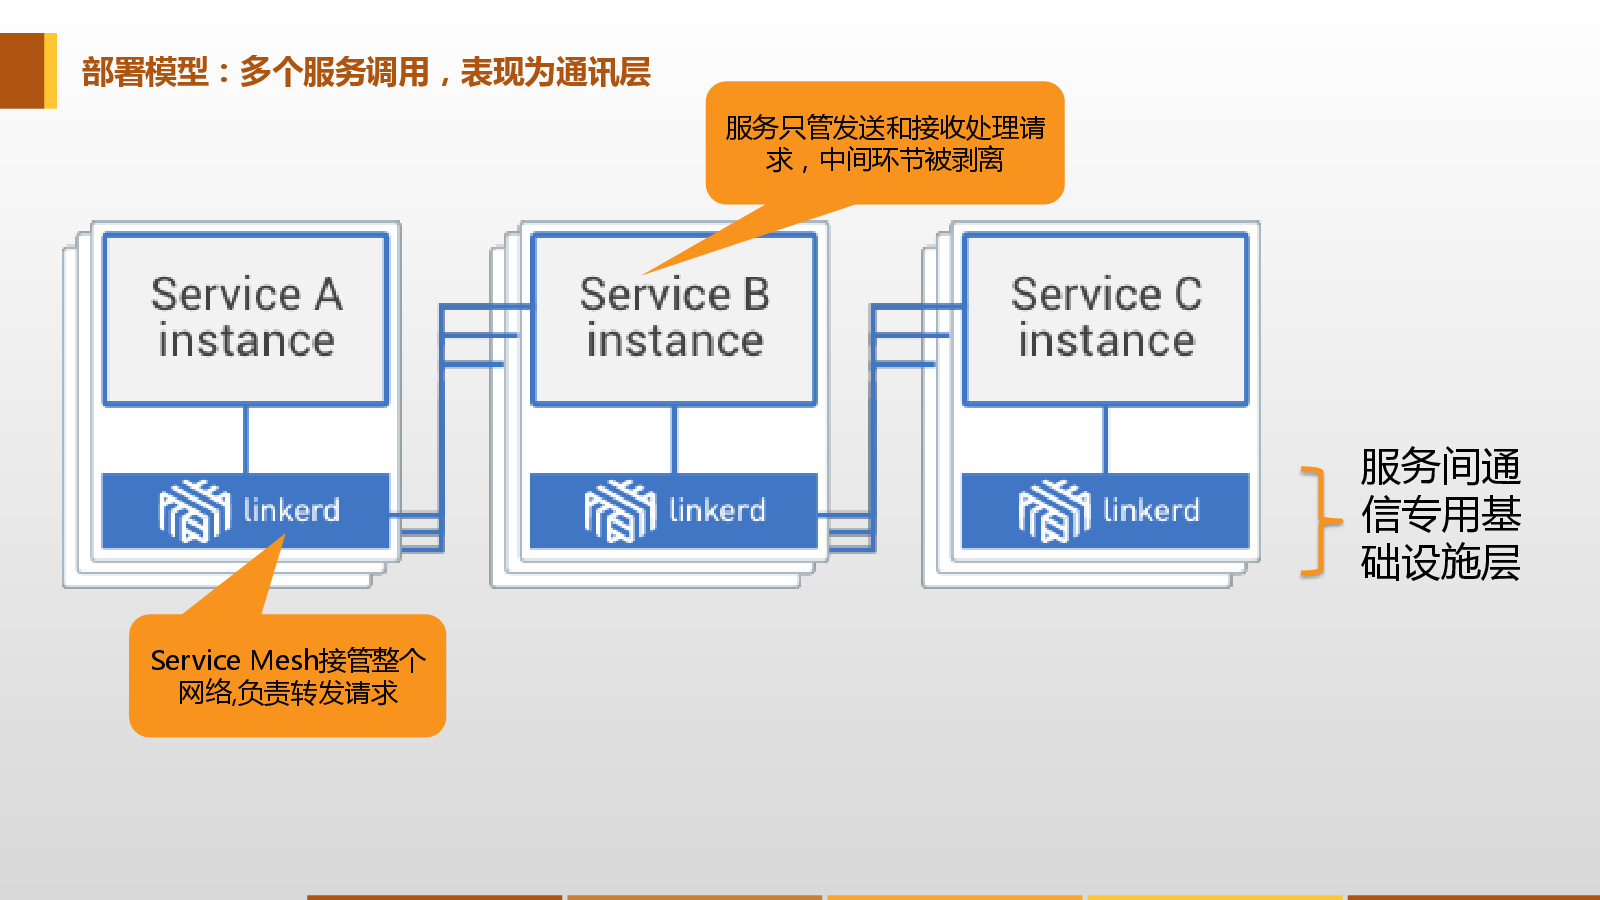 部署模型：多个服务调用，表现为通讯层
服务只管发送和接收处理请
求，中间环节被剥离
Service A
instance
Service B
instance
Service C
instance
linkerd
linkerd
linkerd
服务间通
信专用基
础设施层
Service Mesh接管整个
网络,负责转发请求